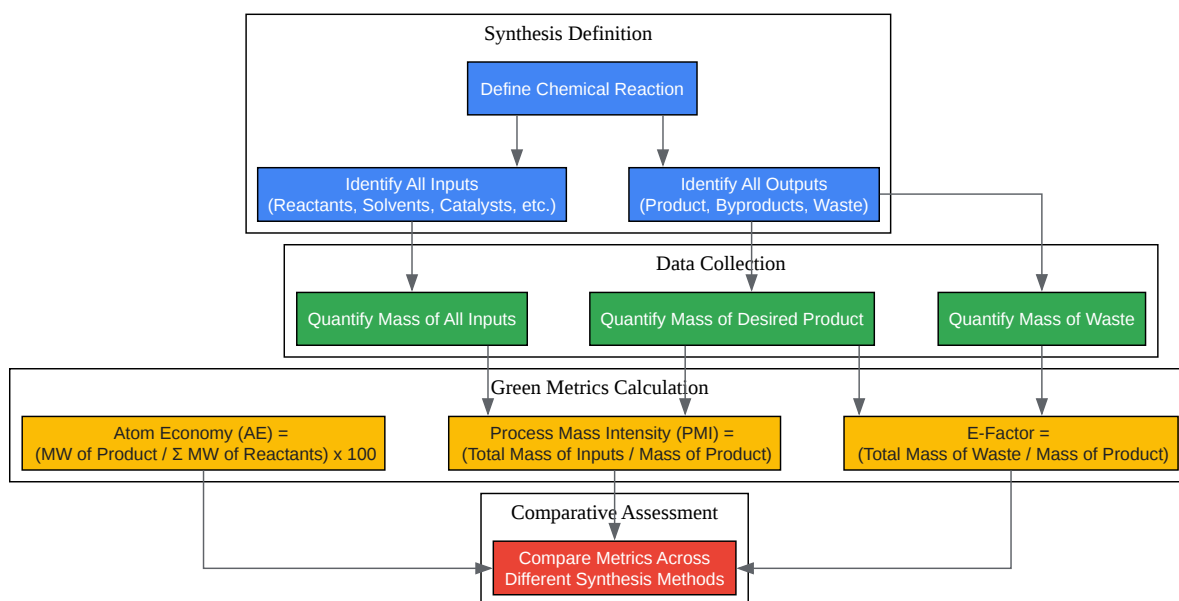 Synthesis Definition
Define Chemical Reaction
Identify All Inputs
(Reactants, Solvents, Catalysts, etc.)
Identify All Outputs
(Product, Byproducts, Waste)
Data Collection
Quantify Mass of All Inputs
Quantify Mass of Desired Product
Quantify Mass of Waste
Green Metrics Calculation
Atom Economy (AE) =
(MW of Product / Σ MW of Reactants) x 100
Process Mass Intensity (PMI) =
(Total Mass of Inputs / Mass of Product)
E-Factor =
(Total Mass of Waste / Mass of Product)
Comparative Assessment
Compare Metrics Across
Different Synthesis Methods